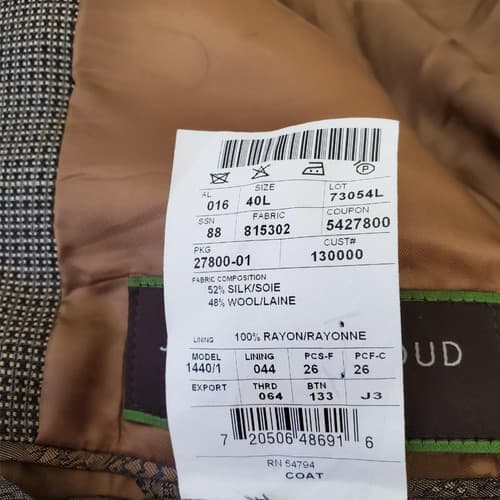 AL SIZE LOT
016 40L 73054L
SSN FABRIC COUPON
88 815302 5427800
PKG CUST#
27800-01 130000
FABRIC COMPOSITION
52% SILK/SOIE
48% WOOL/LAINE
LINING 100% RAYON/RAYONNE
MODEL LINING PCS-F PCF-C
1440/1 044 26 26
EXPORT THRD BTN
064 133 J3
7 20506 48691 6
RN 54794
COAT
OUD